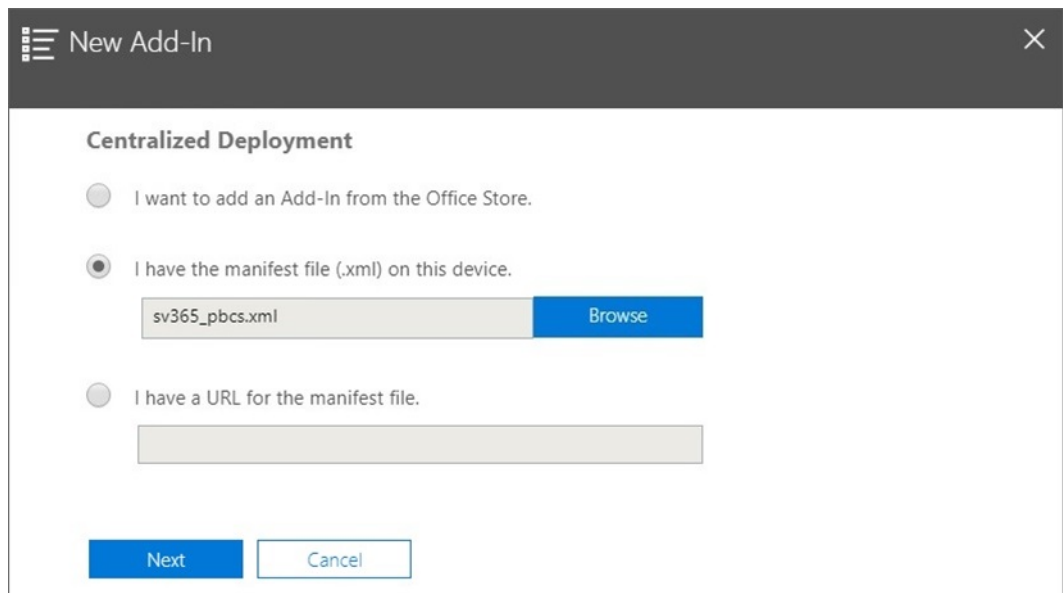 New Add-In
Centralized Deployment
I want to add an Add-In from the Office Store.
I have the manifest file (.xml) on this device.
sv365_pbcs.xml
Browse
I have a URL for the manifest file.
Next
Cancel